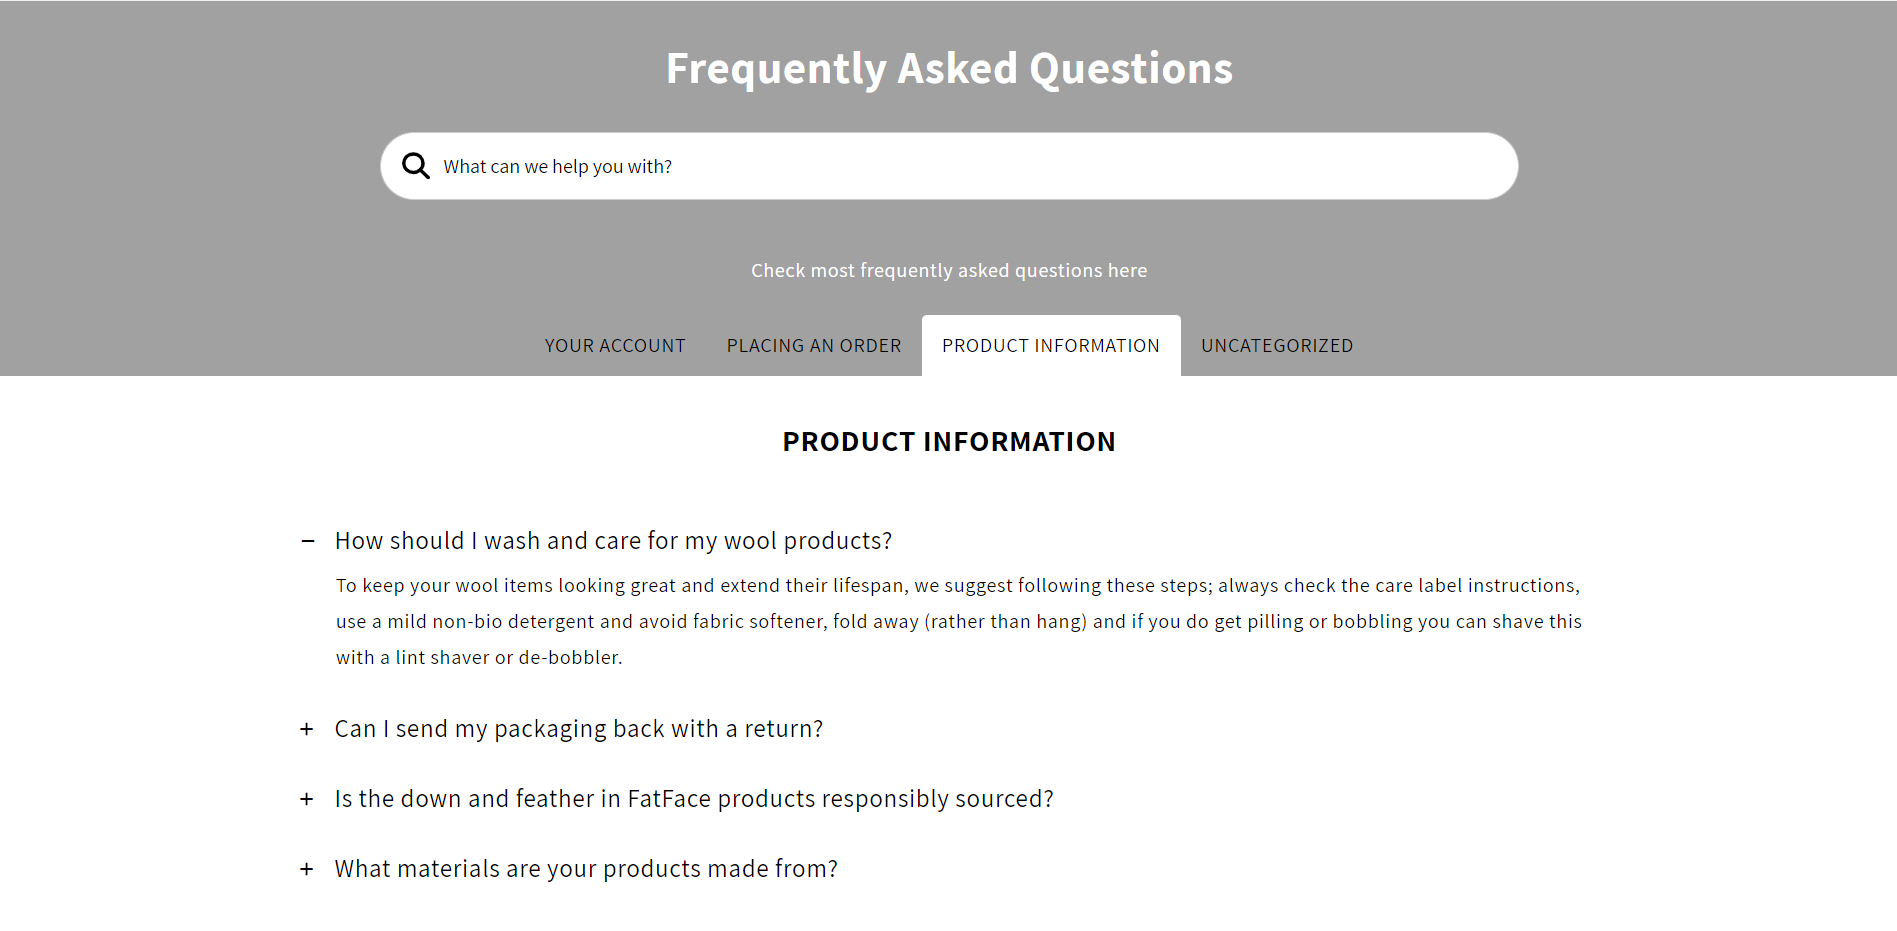 Frequently Asked Questions
What can we help you with?
Check most frequently asked questions here
YOUR ACCOUNT PLACING AN ORDER PRODUCT INFORMATION UNCATEGORIZED
PRODUCT INFORMATION
− How should I wash and care for my wool products?
To keep your wool items looking great and extend their lifespan, we suggest following these steps; always check the care label instructions,
use a mild non-bio detergent and avoid fabric softener, fold away (rather than hang) and if you do get pilling or bobbling you can shave this
with a lint shaver or de-bobbler.
+ Can I send my packaging back with a return?
+ Is the down and feather in FatFace products responsibly sourced?
+ What materials are your products made from?